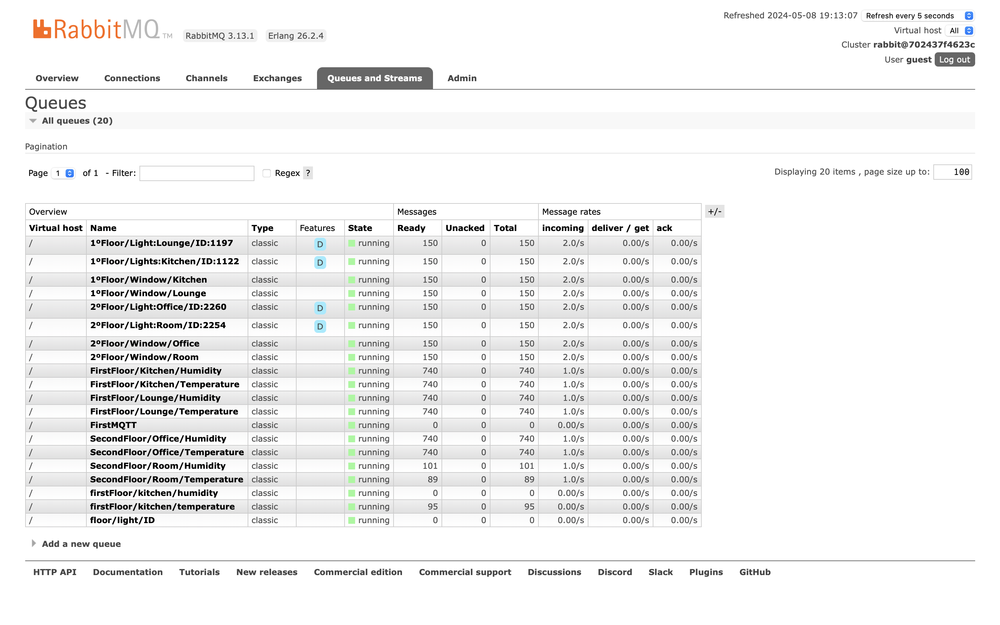 RabbitMQ TM RabbitMQ 3.13.1 Erlang 26.2.4
Refreshed 2024-05-08 19:13:07 Refresh every 5 seconds
Virtual host All
Cluster rabbit@702437f4623c
User guest Log out
Overview Connections Channels Exchanges Queues and Streams Admin
Queues
All queues (20)
Pagination
Page 1 of 1 - Filter: Regex ? Displaying 20 items , page size up to: 100
Overview Messages Message rates +/-
Virtual host Name Type Features State Ready Unacked Total incoming deliver / get ack
/ 1ºFloor/Light:Lounge/ID:1197 classic D running 150 0 150 2.0/s 0.00/s 0.00/s
/ 1ºFloor/Lights:Kitchen/ID:1122 classic D running 150 0 150 2.0/s 0.00/s 0.00/s
/ 1ºFloor/Window/Kitchen classic running 150 0 150 2.0/s 0.00/s 0.00/s
/ 1ºFloor/Window/Lounge classic running 150 0 150 2.0/s 0.00/s 0.00/s
/ 2ºFloor/Light:Office/ID:2260 classic D running 150 0 150 2.0/s 0.00/s 0.00/s
/ 2ºFloor/Light:Room/ID:2254 classic D running 150 0 150 2.0/s 0.00/s 0.00/s
/ 2ºFloor/Window/Office classic running 150 0 150 2.0/s 0.00/s 0.00/s
/ 2ºFloor/Window/Room classic running 150 0 150 2.0/s 0.00/s 0.00/s
/ FirstFloor/Kitchen/Humidity classic running 740 0 740 1.0/s 0.00/s 0.00/s
/ FirstFloor/Kitchen/Temperature classic running 740 0 740 1.0/s 0.00/s 0.00/s
/ FirstFloor/Lounge/Humidity classic running 740 0 740 1.0/s 0.00/s 0.00/s
/ FirstFloor/Lounge/Temperature classic running 740 0 740 1.0/s 0.00/s 0.00/s
/ FirstMQTT classic running 0 0 0 0.00/s 0.00/s 0.00/s
/ SecondFloor/Office/Humidity classic running 740 0 740 1.0/s 0.00/s 0.00/s
/ SecondFloor/Office/Temperature classic running 740 0 740 1.0/s 0.00/s 0.00/s
/ SecondFloor/Room/Humidity classic running 101 0 101 1.0/s 0.00/s 0.00/s
/ SecondFloor/Room/Temperature classic running 89 0 89 1.0/s 0.00/s 0.00/s
/ firstFloor/kitchen/humidity classic running 0 0 0 0.00/s 0.00/s 0.00/s
/ firstFloor/kitchen/temperature classic running 95 0 95 0.00/s 0.00/s 0.00/s
/ floor/light/ID classic running 0 0 0 0.00/s 0.00/s 0.00/s
Add a new queue
HTTP API Documentation Tutorials New releases Commercial edition Commercial support Discussions Discord Slack Plugins GitHub